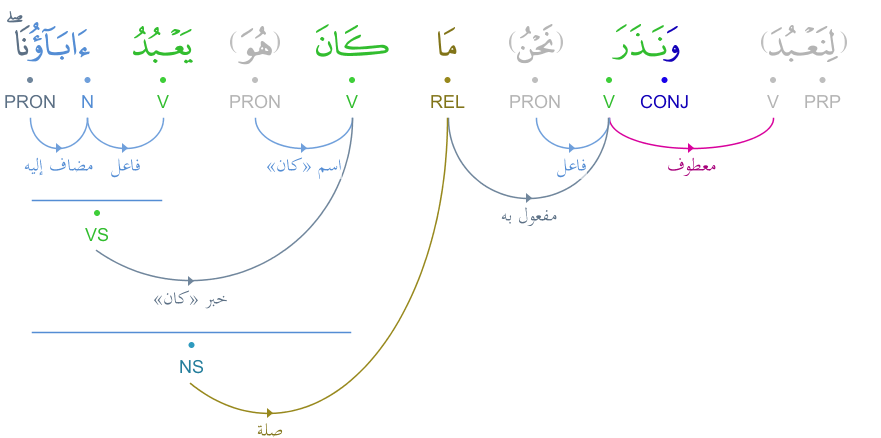 (لِنَعْبُدَ) وَنَذَرَ (نَحْنُ) مَا كَانَ (هُوَ) يَعْبُدُ ءَابَآؤُنَا ۖ
PRON N V PRON V REL PRON V CONJ V PRP
مضاف إليه فاعل اسم «كان» فاعل معطوف
مفعول به
VS
خبر «كان»
NS
صلة